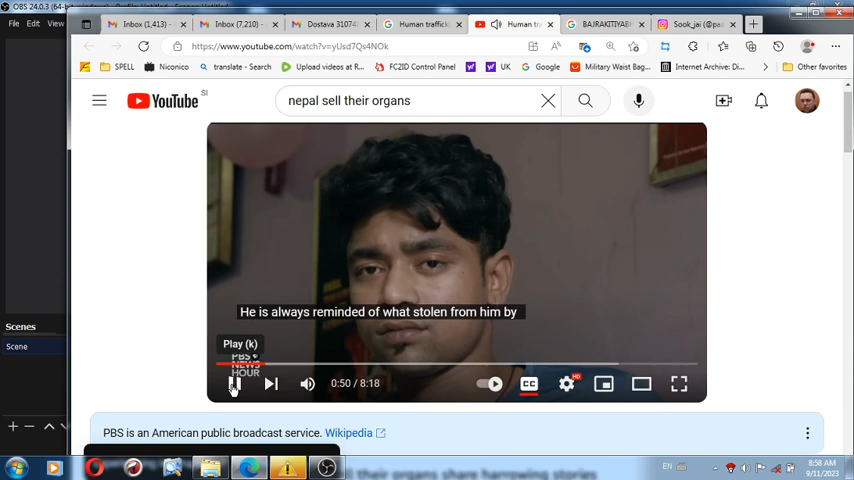 OBS 24.0.3 (64-bit
File Edit View
Inbox (1,413) -
Inbox (7,210) -
Dostava 31074
Human traffick
Human tra
BAJRAKITIYABH
Sook_jai (@pa
https://www.youtube.com/watch?v=yUsd7Qs4NOk
SPELL
Niconico
translate - Search
Upload videos at R...
FC2ID Control Panel
UK
Google
Military Waist Bag...
Internet Archive: Di...
Other favorites
YouTube SI
nepal sell their organs
He is always reminded of what stolen from him by
Play (k)
PBS
NEWS
HOUR
0:50 / 8:18
CC
HD
PBS is an American public broadcast service. Wikipedia
their organs share harrowing stories
Scenes
Scene
EN
8:58 AM
9/11/2023